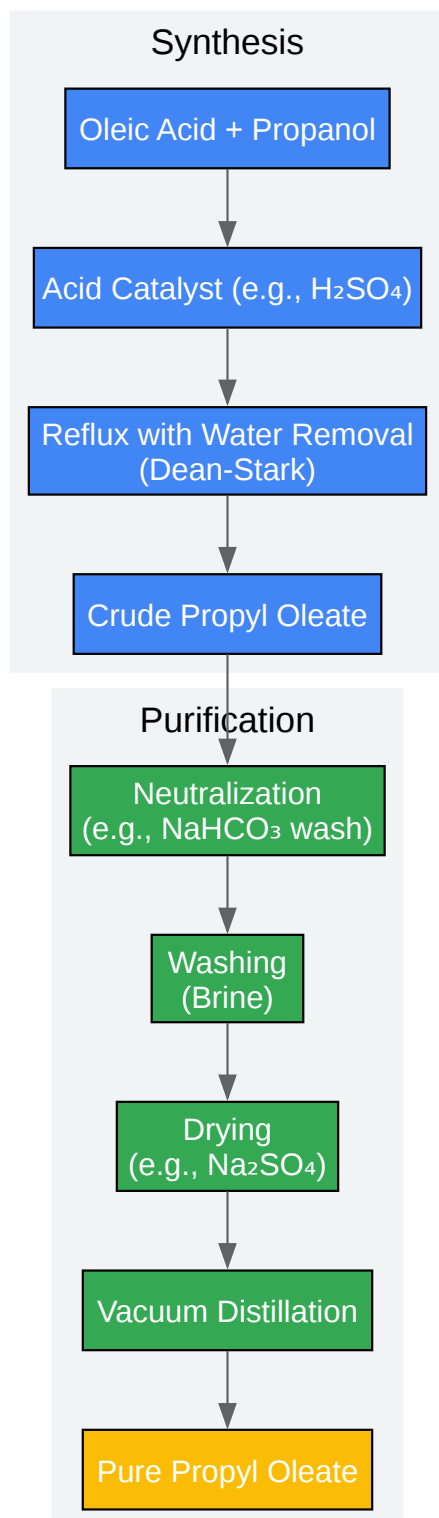 Synthesis
Oleic Acid + Propanol
Acid Catalyst (e.g., H₂SO₄)
Reflux with Water Removal
(Dean-Stark)
Crude Propyl Oleate
Purification
Neutralization
(e.g., NaHCO₃ wash)
Washing
(Brine)
Drying
(e.g., Na₂SO₄)
Vacuum Distillation
Pure Propyl Oleate